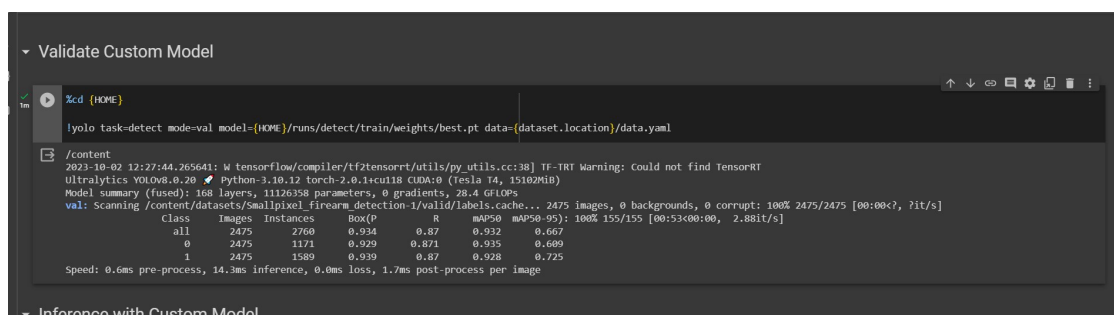 Validate Custom Model
1m
%cd {HOME}
!yolo task=detect mode=val model={HOME}/runs/detect/train/weights/best.pt data={dataset.location}/data.yaml
/content
2023-10-02 12:27:44.265641: W tensorflow/compiler/tf2tensorrt/utils/py_utils.cc:38] TF-TRT Warning: Could not find TensorRT
Ultralytics YOLOv8.0.20 🚀 Python-3.10.12 torch-2.0.1+cu118 CUDA:0 (Tesla T4, 15102MiB)
Model summary (fused): 168 layers, 11126358 parameters, 0 gradients, 28.4 GFLOPs
val: Scanning /content/datasets/Smallpixel_firearm_detection-1/valid/labels.cache... 2475 images, 0 backgrounds, 0 corrupt: 100% 2475/2475 [00:00<?, ?it/s]
Class Images Instances Box(P R mAP50 mAP50-95): 100% 155/155 [00:53<00:00, 2.88it/s]
all 2475 2760 0.934 0.87 0.932 0.667
0 2475 1171 0.929 0.871 0.935 0.609
1 2475 1589 0.939 0.87 0.928 0.725
Speed: 0.6ms pre-process, 14.3ms inference, 0.0ms loss, 1.7ms post-process per image
Inference with Custom Model